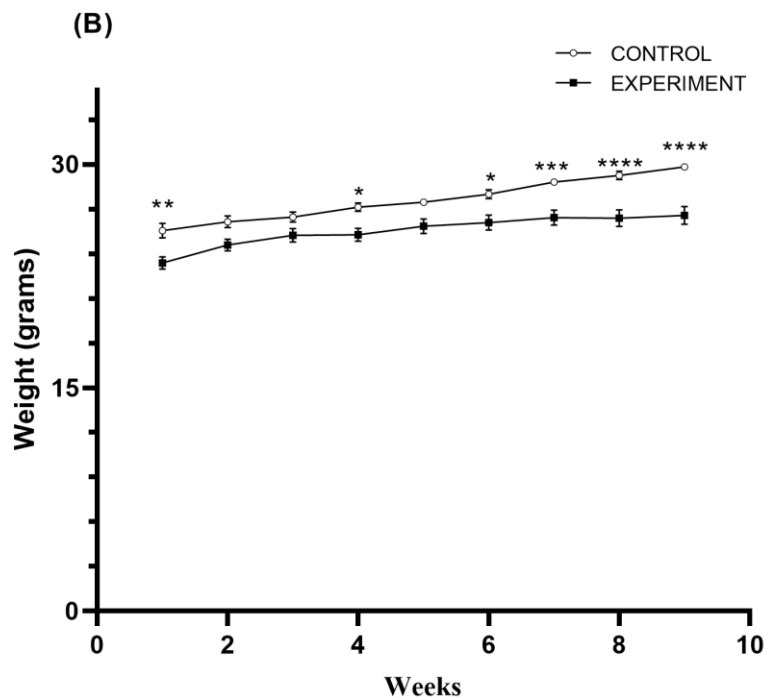 (B)
CONTROL
EXPERIMENT
****
****
***
*
*
**
30
15
0
Weight (grams)
0 2 4 6 8 10
Weeks